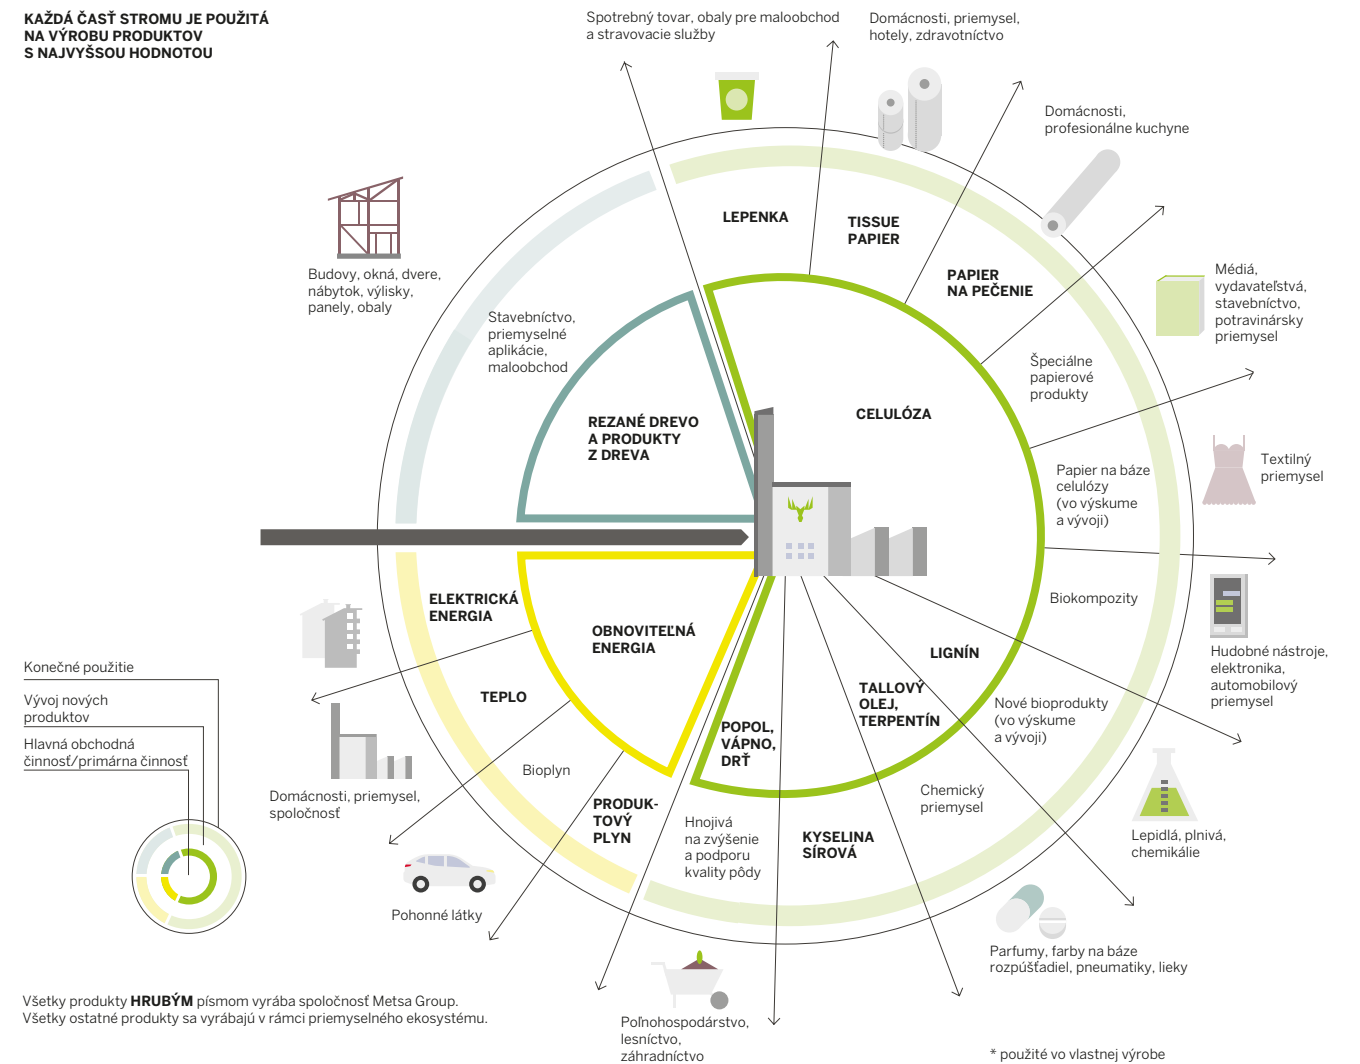 KAŽDÁ ČASŤ STROMU JE POUŽITÁ
NA VÝROBU PRODUKTOV
S NAJVYŠSOU HODNOTOU
Spotrebný tovar, obaly pre maloobchod
a stravovacie služby
Domácnosti, priemysel,
hotely, zdravotníctvo
Domácnosti,
profesionálne kuchyne
LEPENKA
TISSUE
PAPIER
PAPIER
NA PEČENIE
Médiá,
vydavateľstvá,
stavebníctvo,
potravinársky
priemysel
Budovy, okná, dvere,
nábytok, výlisky,
panely, obaly
Stavebníctvo,
priemyselné
aplikácie,
maloobchod
Špeciálne
papierové
produkty
CELULÓZA
REZANÉ DREVO
A PRODUKTY
Z DREVA
Papier na báze
celulózy
(vo výskume
a vývoji)
Textilný
priemysel
ELEKTRICKÁ
ENERGIA
OBNOVITEĽNÁ
ENERGIA
Biokompozity
LIGNÍN
Hudobné nástroje,
elektronika,
automobilový
priemysel
TEPLO
TALLOVÝ
OLEJ,
TERPENTÍN
Nové bioprodukty
(vo výskume
a vývoji)
POPOL,
VÁPNO,
DRŤ
Konečné použitie
Vývoj nových
produktov
Hlavná obchodná
činnosť/primárna činnosť
Bioplyn
Domácnosti, priemysel,
spoločnosť
PRODUK-
TOVÝ
PLYN
Hnojivá
na zvýšenie
a podporu
kvality pôdy
KYSELINA
SÍROVÁ
Chemický
priemysel
Lepidlá, plnivá,
chemikálie
Pohonné látky
Parfumy, farby na báze
rozpúšťadiel, pneumatiky, lieky
Všetky produkty HRUBÝM písmom vyrába spoločnosť Metsa Group.
Všetky ostatné produkty sa vyrábajú v rámci priemyselného ekosystému.
Poľnohospodárstvo,
lesníctvo,
záhradníctvo
* použité vo vlastnej výrobe